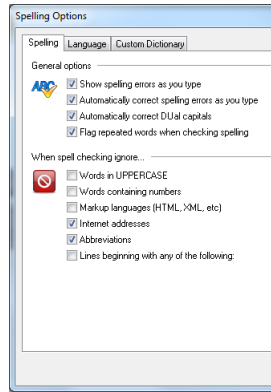 Spelling Options
Spelling Language Custom Dictionary
General options
ABC
Show spelling errors as you type
Automatically correct spelling errors as you type
Automatically correct DUal capitals
Flag repeated words when checking spelling
When spell checking ignore...
Words in UPPERCASE
Words containing numbers
Markup languages (HTML, XML, etc)
Internet addresses
Abbreviations
Lines beginning with any of the following: